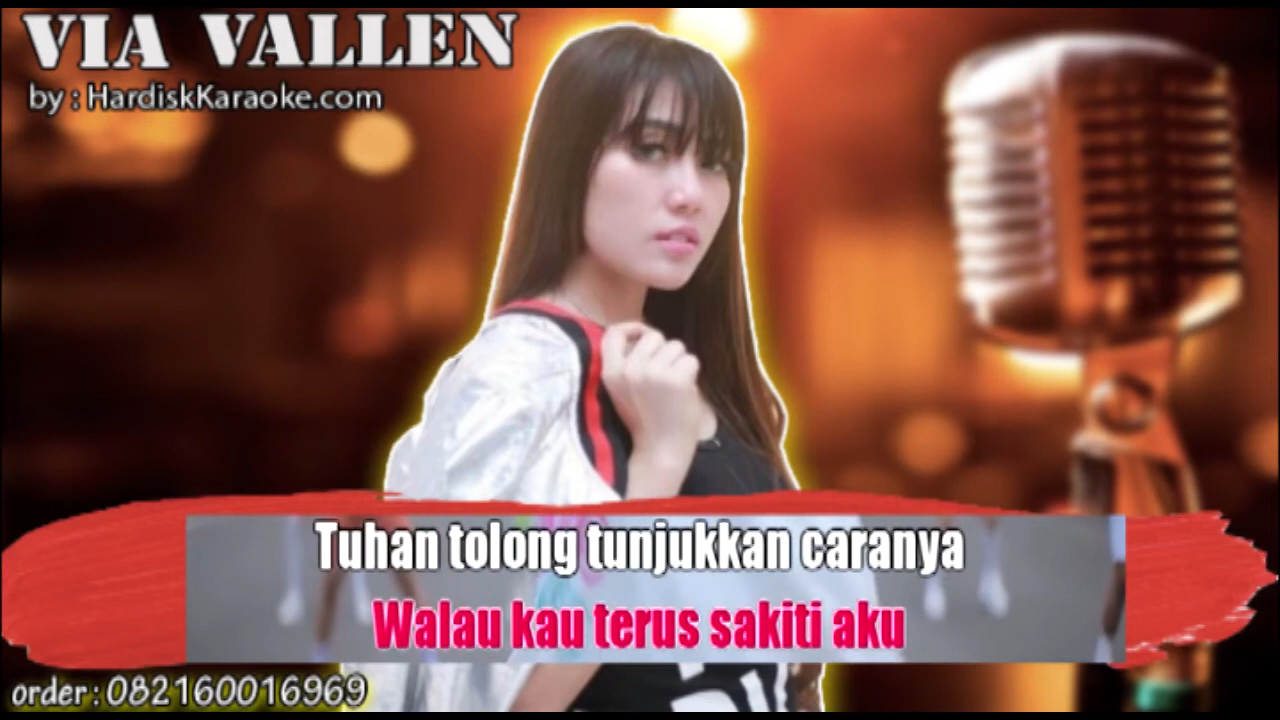 VIA VALLEN
by : HardiskKaraoke.com
Tuhan tolong tunjukkan caranya
Walau kau terus sakiti aku
order : 082160016969